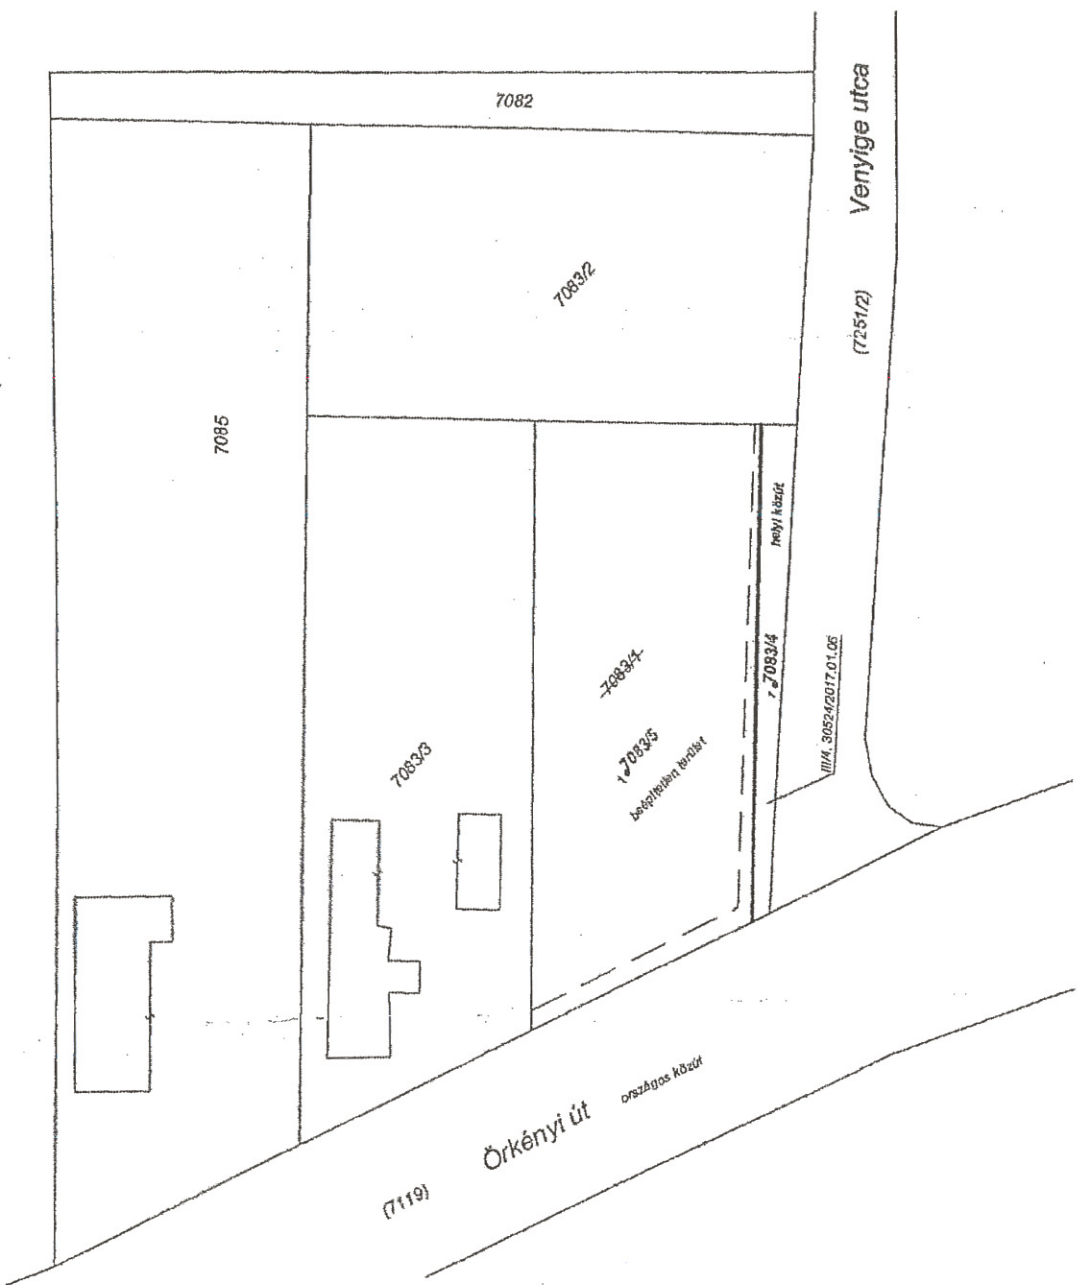 7082
Venyige utca
(7251/2)
7083/2
7085
helyi közút
7083/4
7083/1
7083/5
beépítetlen terület
7083/3
III/4. 30524/2017.01.06
Örkényi út
országos közút
(7119)